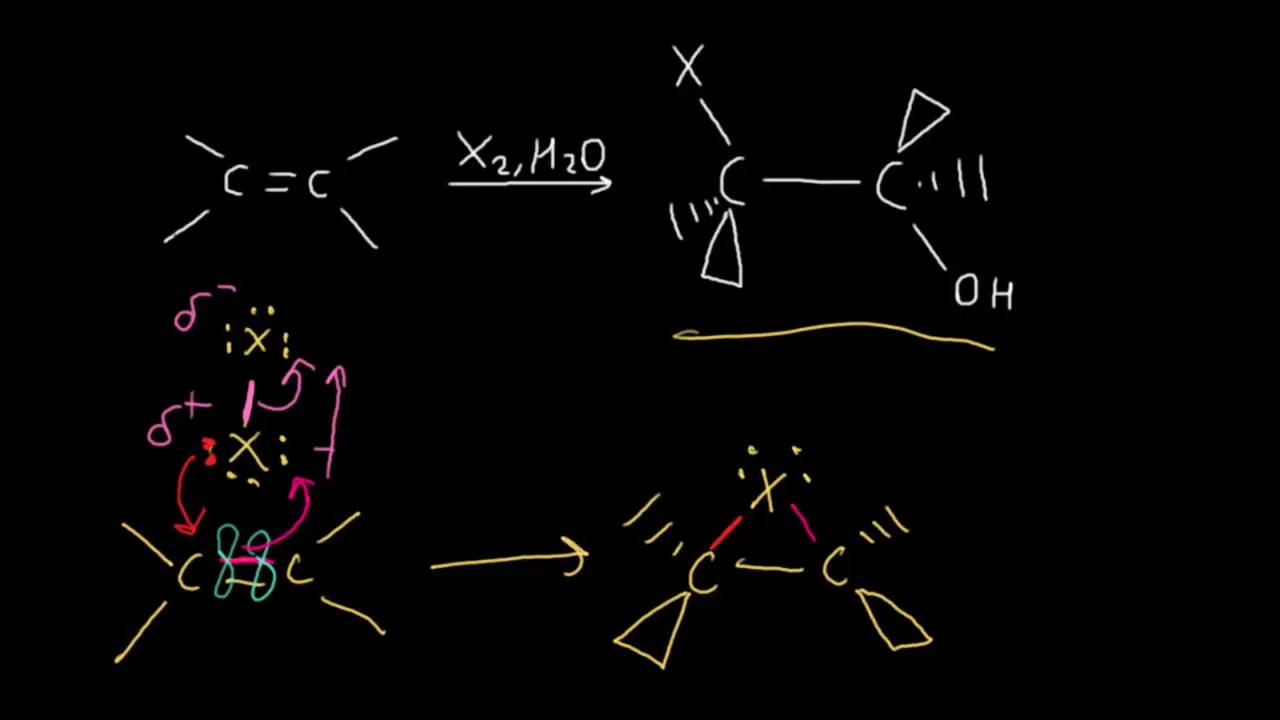 X
C = C X₂, H₂O C — C
OH
δ⁻ X
δ⁺ X
X
C = C C — C